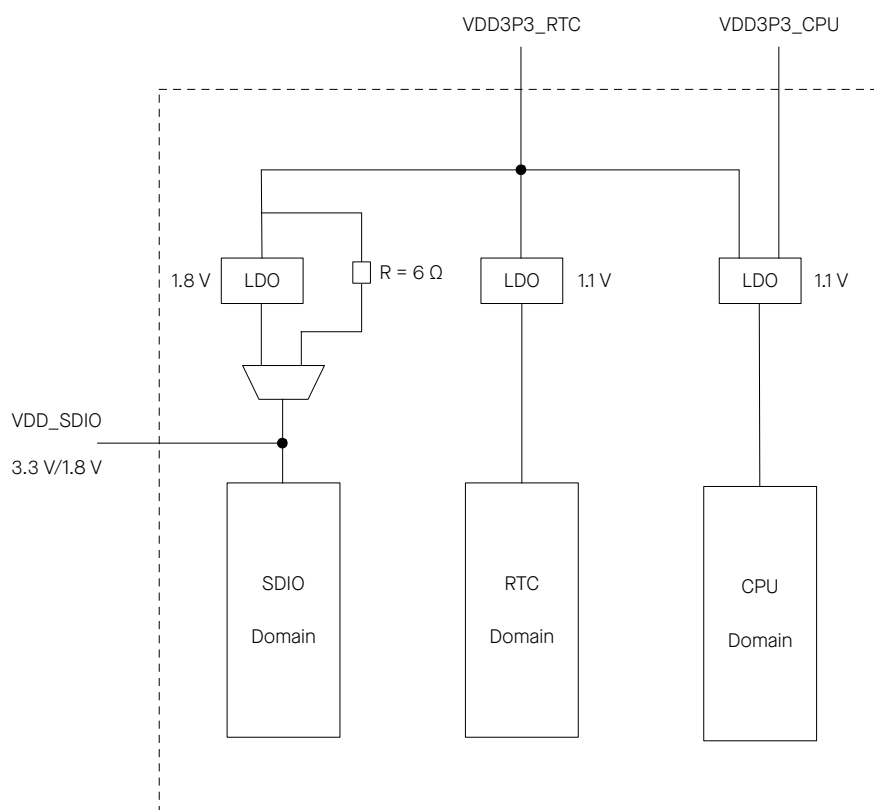 VDD3P3_RTC
VDD3P3_CPU
1.8 V
LDO
R = 6 Ω
LDO
1.1 V
LDO
1.1 V
VDD_SDIO
3.3 V/1.8 V
SDIO
Domain
RTC
Domain
CPU
Domain